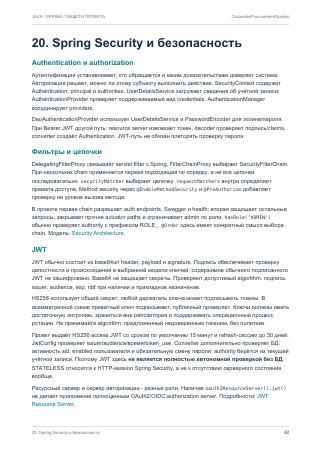 JAVA / SPRING / ЗАЩИТА ПРОЕКТА
CorporateProcurementSystem
20. Spring Security и безопасность
Authentication и authorization
Аутентификация устанавливает, кто обращается и каким доказательствам доверяет система.
Авторизация решает, можно ли этому субъекту выполнить действие. SecurityContext содержит
Authentication, principal и authorities. UserDetailsService загружает сведения об учётной записи;
AuthenticationProvider проверяет поддерживаемый вид credentials, AuthenticationManager
координирует providers.
DaoAuthenticationProvider использует UserDetailsService и PasswordEncoder для логина/пароля.
При Bearer JWT другой путь: resource server извлекает токен, decoder проверяет подпись/claims,
converter создаёт Authentication. JWT-путь не обязан повторять проверку пароля.
Фильтры и цепочки
DelegatingFilterProxy связывает servlet filter с Spring, FilterChainProxy выбирает SecurityFilterChain.
При нескольких chain применяется первая подходящая по порядку, а не все цепочки
последовательно. securityMatcher выбирает цепочку; requestMatchers внутри определяет
правила доступа. Method security через @EnableMethodSecurity и @PreAuthorize добавляет
проверку на уровне вызова метода.
В проекте первая chain разрешает auth endpoints, Swagger и health; вторая защищает остальные
запросы, закрывает прочие actuator paths и ограничивает admin по роли. hasRole('ADMIN')
обычно проверяет authority с префиксом ROLE_. @Order здесь имеет конкретный смысл выбора
chain. Модель: Security Architecture.
JWT
JWT обычно состоит из base64url header, payload и signature. Подпись обеспечивает проверку
целостности и происхождения в выбранной модели ключей; содержимое обычного подписанного
JWT не зашифровано. Base64 не защищает секреты. Проверяют допустимый algorithm, подпись,
issuer, audience, exp, nbf при наличии и прикладное назначение.
HS256 использует общий секрет: любой держатель ключа может подписывать токены. В
асимметричной схеме приватный ключ подписывает, публичный проверяет. Ключи должны иметь
достаточную энтропию, храниться вне репозитория и поддерживать операционный процесс
ротации. Не принимайте algorithm, предложенный недоверенным токеном, без политики.
Проект выдаёт HS256 access JWT со сроком по умолчанию 15 минут и refresh-сессию до 30 дней.
JwtConfig проверяет issuer/audience/время/token_use. Converter дополнительно проверяет БД:
активность sid, enabled пользователя и обязательную смену пароля; authority берётся из текущей
учётной записи. Поэтому JWT здесь не является полностью автономной проверкой без БД.
STATELESS относится к HTTP-session Spring Security, а не к отсутствию серверного состояния
вообще.
Ресурсный сервер и сервер авторизации - разные роли. Наличие oauth2ResourceServer().jwt()
не делает приложение полноценным OAuth2/OIDC authorization server. Подробности: JWT
Resource Server.
20. Spring Security и безопасность
42